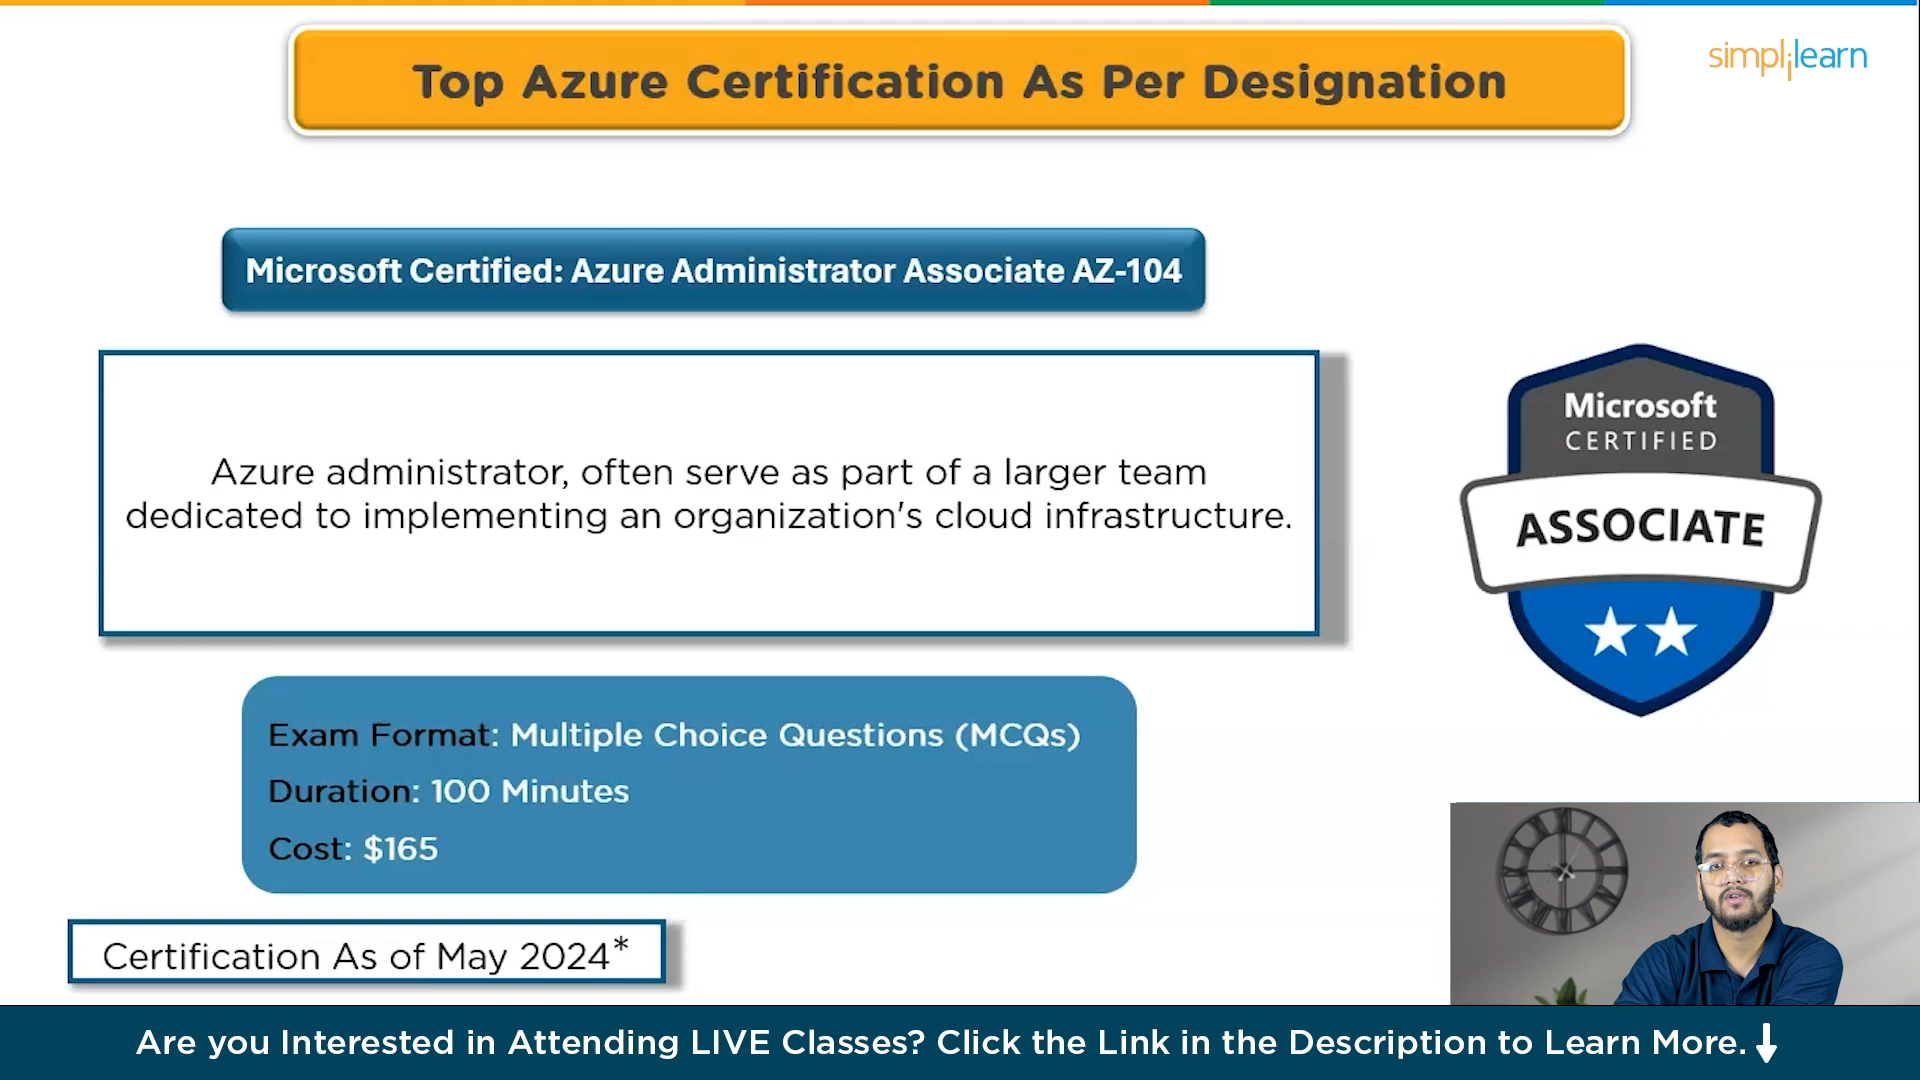 Top Azure Certification As Per Designation
simplilearn
Microsoft Certified: Azure Administrator Associate AZ-104
Azure administrator, often serve as part of a larger team
dedicated to implementing an organization's cloud infrastructure.
Microsoft
CERTIFIED
ASSOCIATE
Exam Format: Multiple Choice Questions (MCQs)
Duration: 100 Minutes
Cost: $165
Certification As of May 2024*
Are you Interested in Attending LIVE Classes? Click the Link in the Description to Learn More.